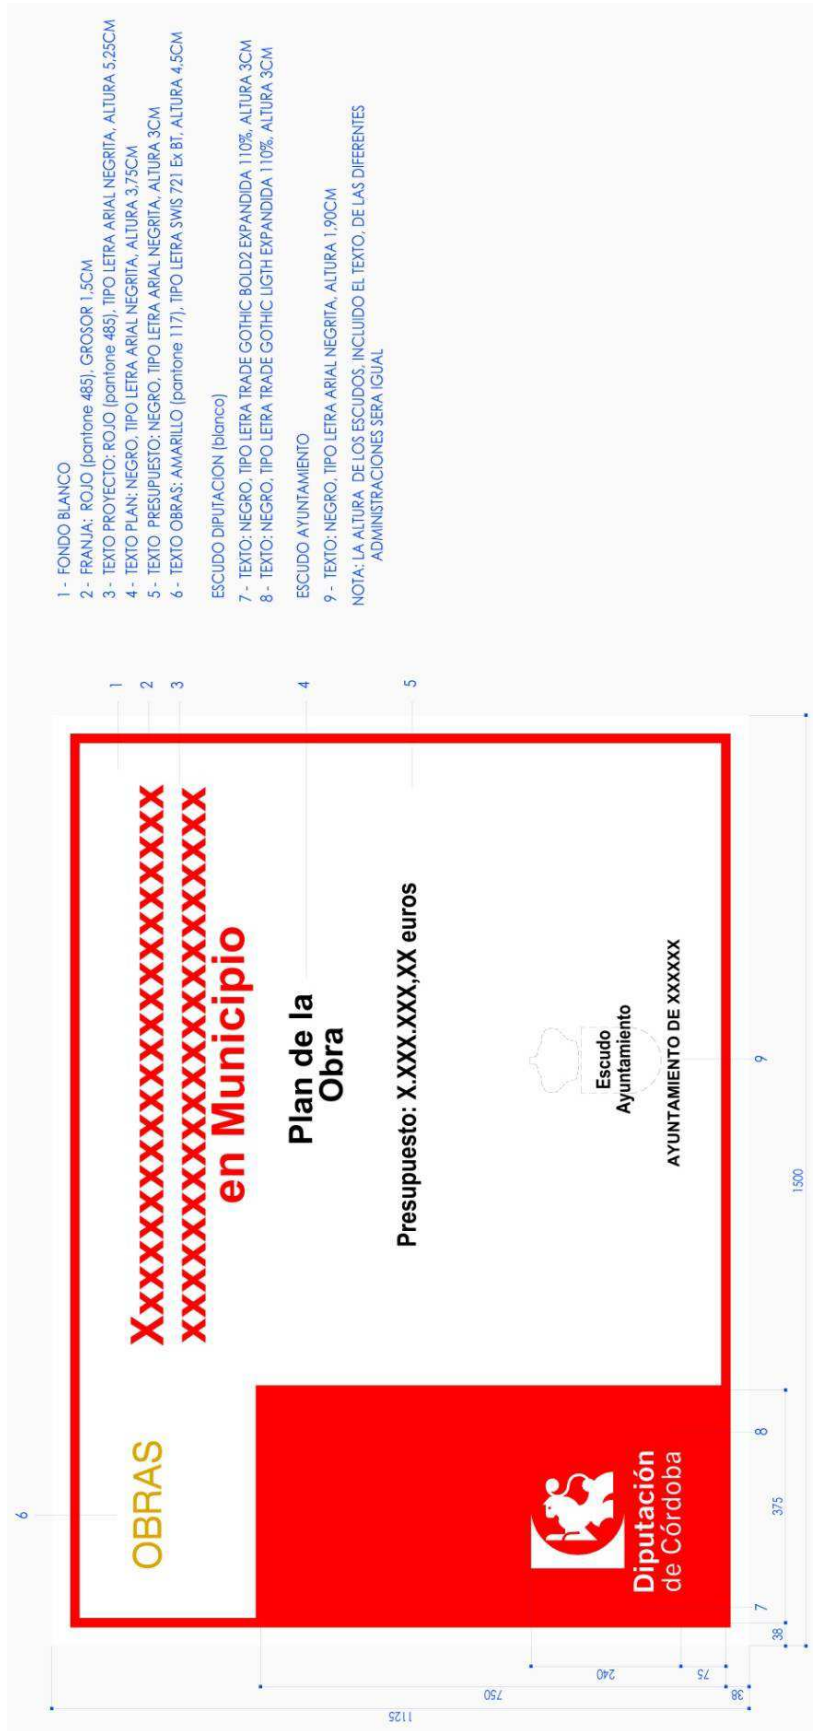 6
OBRAS
Xxxxxxxxxxxxxxxxxxxxxxx
xxxxxxxxxxxxxxxxxxxxxxx
en Municipio
Plan de la
Obra
Presupuesto: X.XXX.XXX,XX euros
Escudo
Ayuntamiento
AYUNTAMIENTO DE XXXXXX
Diputación
de Córdoba
1
2
3
4
5
7
8
9
38
375
1500
1125
750
240
75
38
1 - FONDO BLANCO
2 - FRANJA: ROJO (pantone 485), GROSOR 1,5CM
3 - TEXTO PROYECTO: ROJO (pantone 485), TIPO LETRA ARIAL NEGRITA, ALTURA 5,25CM
4 - TEXTO PLAN: NEGRO, TIPO LETRA ARIAL NEGRITA, ALTURA 3,75CM
5 - TEXTO PRESUPUESTO: NEGRO, TIPO LETRA ARIAL NEGRITA, ALTURA 3CM
6 - TEXTO OBRAS: AMARILLO (pantone 117), TIPO LETRA SWIS 721 Ex BT, ALTURA 4,5CM
ESCUDO DIPUTACION (blanco)
7 - TEXTO: NEGRO, TIPO LETRA TRADE GOTHIC BOLD2 EXPANDIDA 110%, ALTURA 3CM
8 - TEXTO: NEGRO, TIPO LETRA TRADE GOTHIC LIGTH EXPANDIDA 110%, ALTURA 3CM
ESCUDO AYUNTAMIENTO
9 - TEXTO: NEGRO, TIPO LETRA ARIAL NEGRITA, ALTURA 1,90CM
NOTA: LA ALTURA DE LOS ESCUDOS, INCLUIDO EL TEXTO, DE LAS DIFERENTES
ADMINISTRACIONES SERA IGUAL